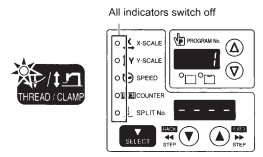 All indicators switch off
THREAD / CLAMP
X-SCALE
Y-SCALE
SPEED
COUNTER
SPLIT No.
SELECT
PROGRAM No.
1
- - - -
BACK
STEP
FWD
STEP